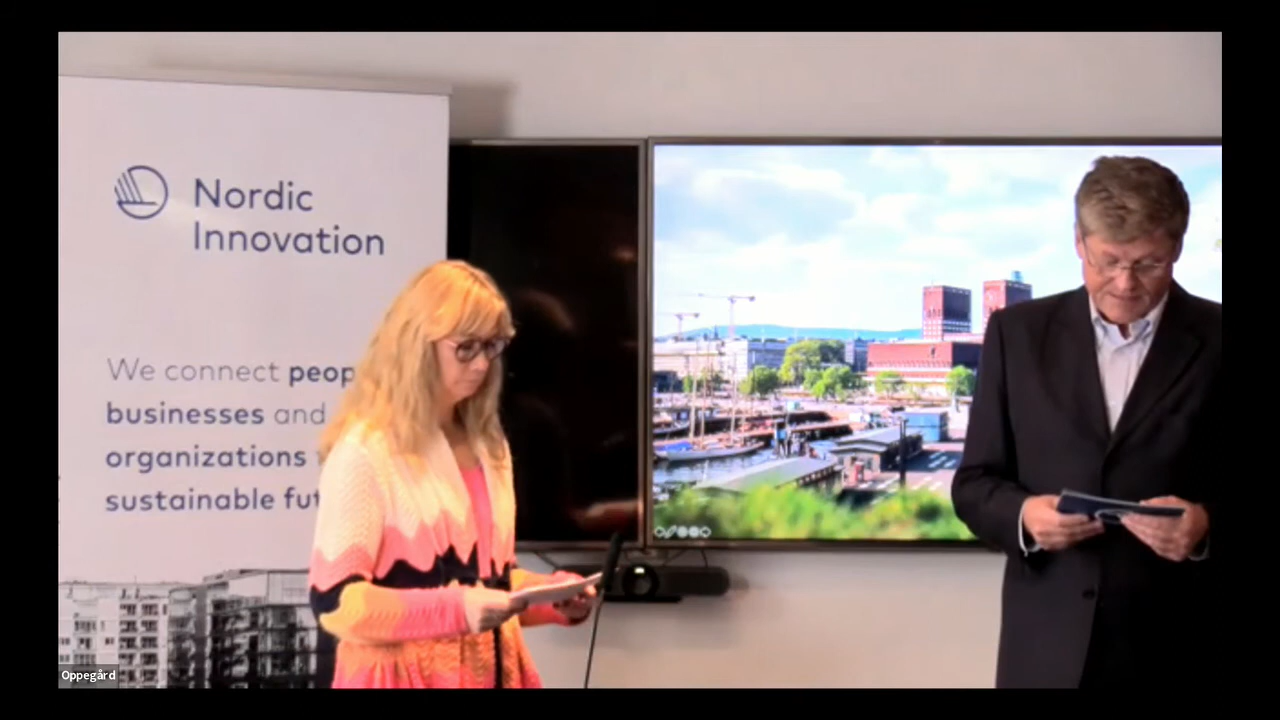 Nordic
Innovation
We connect
businesses and
organizations
sustainable
Oppegård